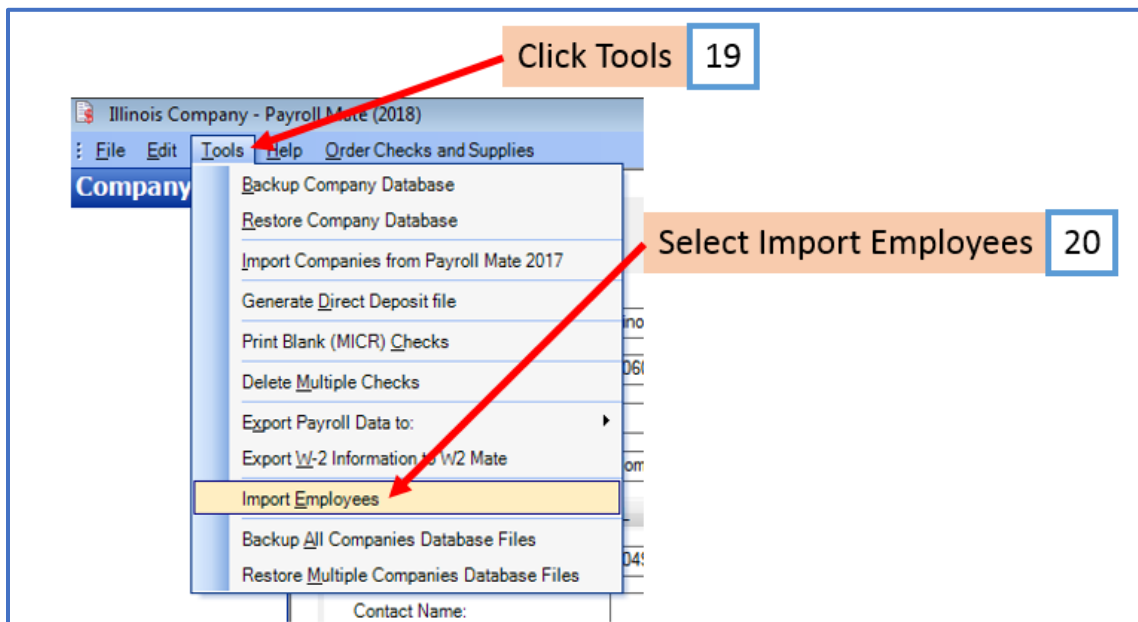 Click Tools 19
Illinois Company - Payroll Mate (2018)
File Edit Tools Help Order Checks and Supplies
Company
Backup Company Database
Restore Company Database
Select Import Employees 20
Import Companies from Payroll Mate 2017
Generate Direct Deposit file
Print Blank (MICR) Checks
Delete Multiple Checks
Export Payroll Data to:
Export W-2 Information to W2 Mate
Import Employees
Backup All Companies Database Files
Restore Multiple Companies Database Files
Contact Name: